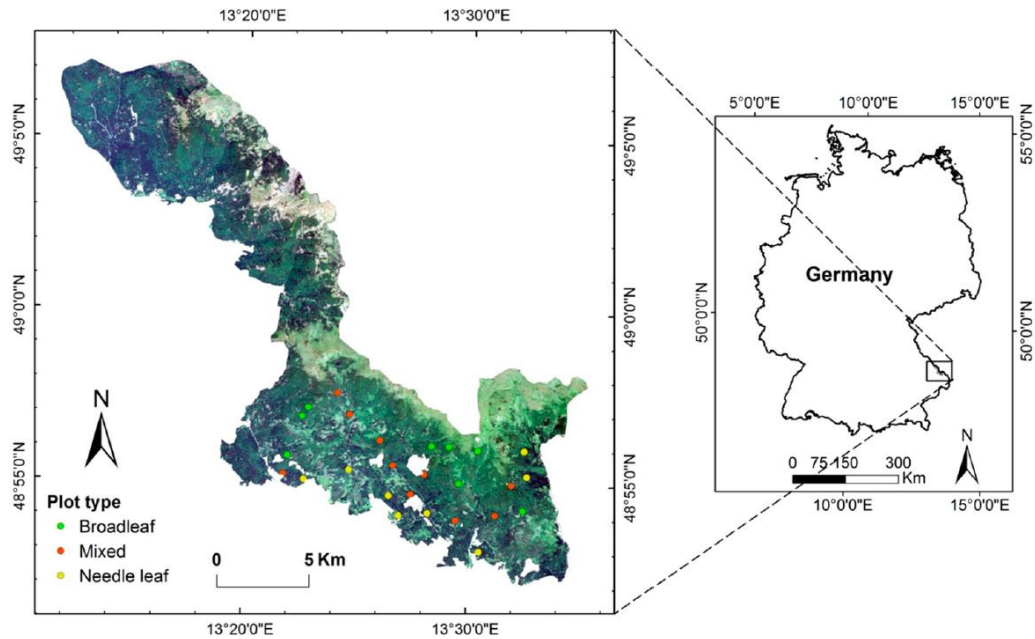 13°20'0"E 13°30'0"E
49°5'0"N
49°0'0"N
48°55'0"N
49°5'0"N
49°0'0"N
48°55'0"N
N
Plot type
Broadleaf
Mixed
Needle leaf
0 5 Km
13°20'0"E 13°30'0"E
5°0'0"E 10°0'0"E 15°0'0"E
55°0'0"N
50°0'0"N
50°0'0"N
Germany
N
0 75 150 300
Km
10°0'0"E 15°0'0"E